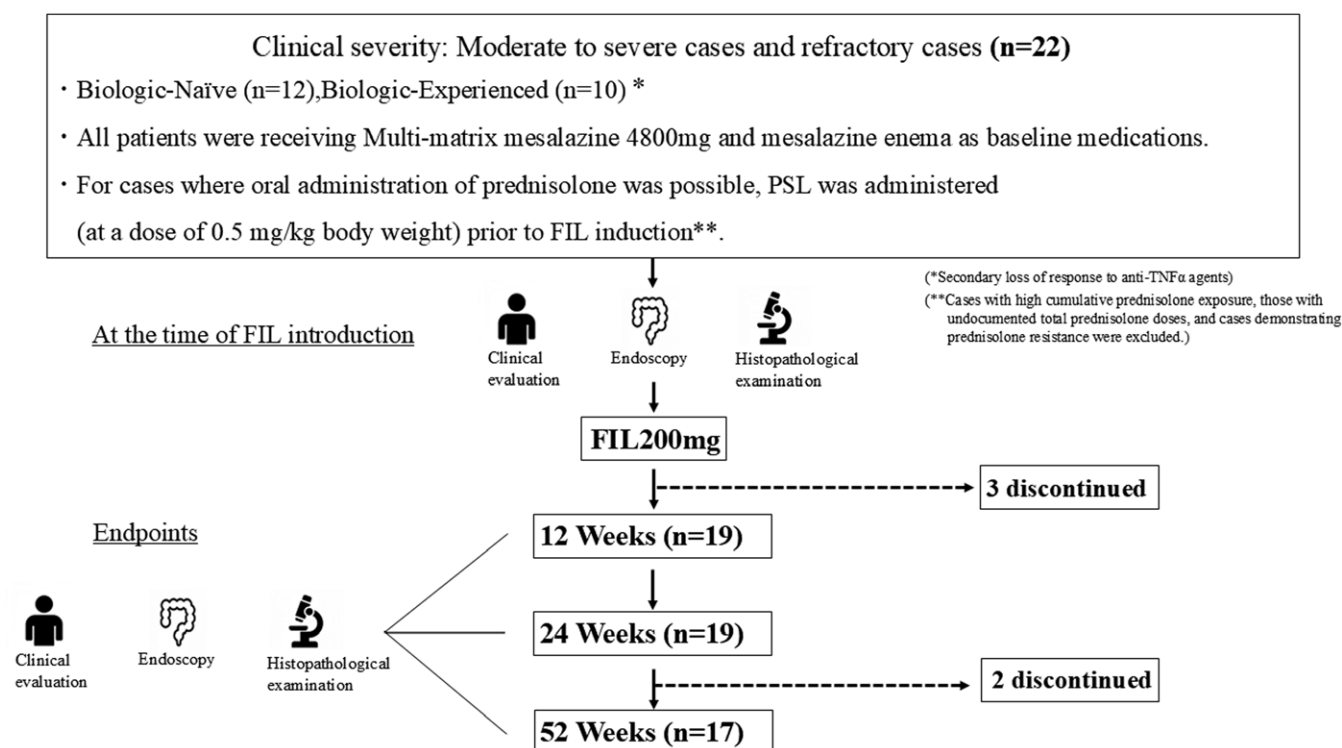 Clinical severity: Moderate to severe cases and refractory cases (n=22)
・Biologic-Naïve (n=12),Biologic-Experienced (n=10) *
・All patients were receiving Multi-matrix mesalazine 4800mg and mesalazine enema as baseline medications.
・For cases where oral administration of prednisolone was possible, PSL was administered
(at a dose of 0.5 mg/kg body weight) prior to FIL induction**.
(*Secondary loss of response to anti-TNFα agents)
(**Cases with high cumulative prednisolone exposure, those with
undocumented total prednisolone doses, and cases demonstrating
prednisolone resistance were excluded.)
At the time of FIL introduction
Clinical
evaluation
Endoscopy
Histopathological
examination
FIL200mg
3 discontinued
Endpoints
12 Weeks (n=19)
24 Weeks (n=19)
Clinical
evaluation
Endoscopy
Histopathological
examination
2 discontinued
52 Weeks (n=17)